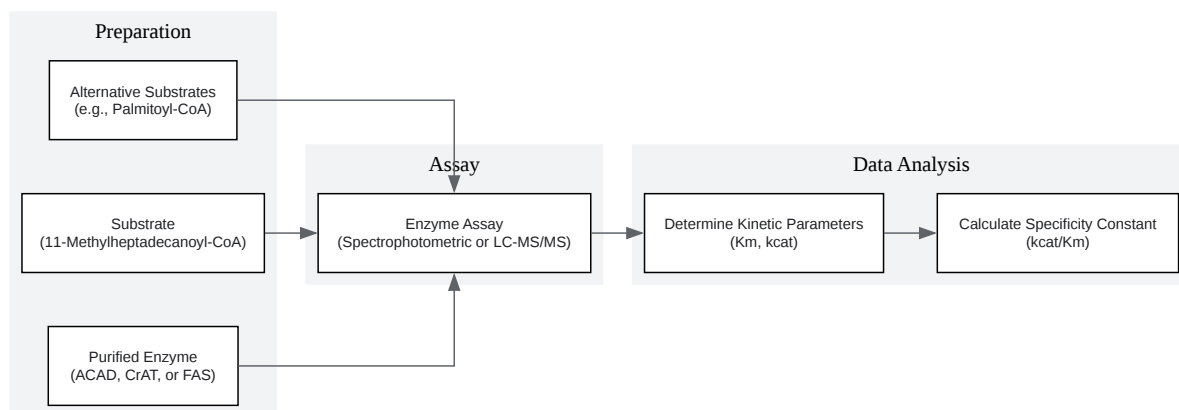 Preparation
Alternative Substrates
(e.g., Palmitoyl-CoA)
Substrate
(11-Methylheptadecanoyl-CoA)
Purified Enzyme
(ACAD, CrAT, or FAS)
Assay
Enzyme Assay
(Spectrophotometric or LC-MS/MS)
Data Analysis
Determine Kinetic Parameters
(Km, kcat)
Calculate Specificity Constant
(kcat/Km)